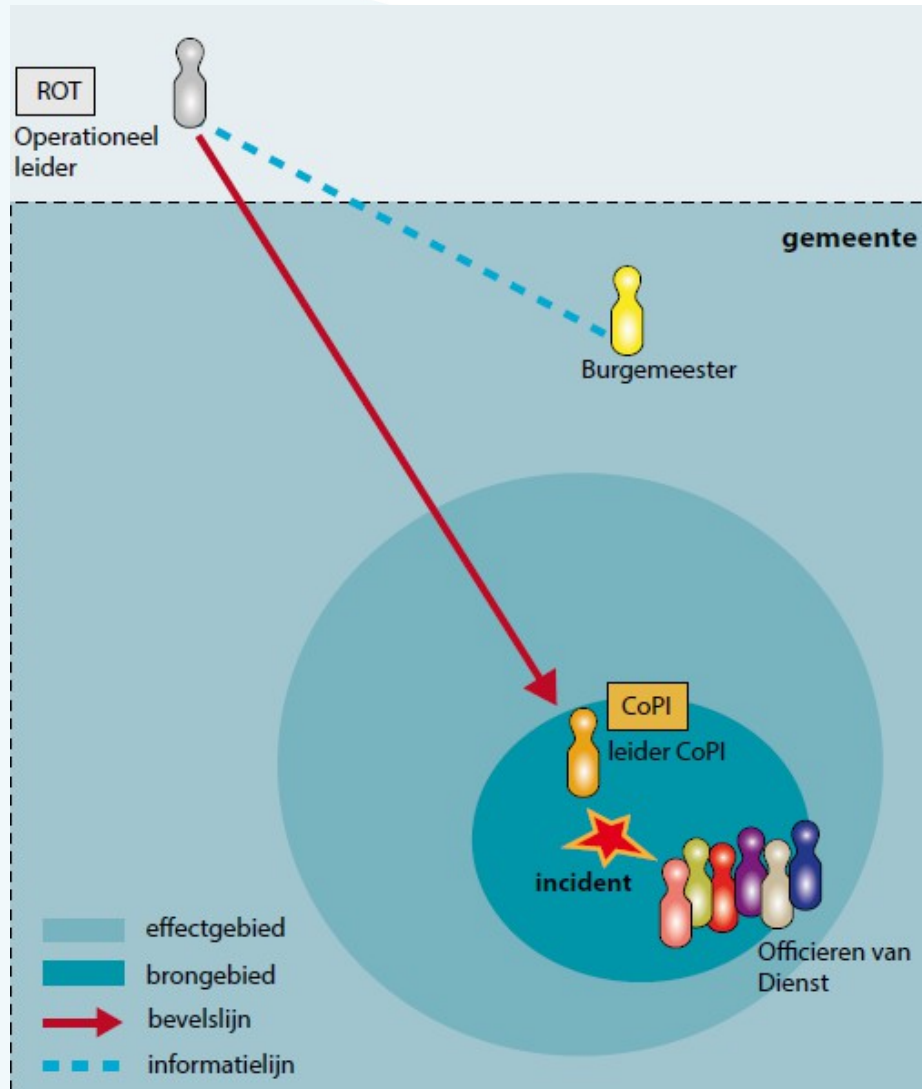 ROT
Operationeel
leider
gemeente
Burgemeester
CoPI
leider CoPI
incident
Officieren van
Dienst
effectgebied
brongebied
bevelslijn
informatielijn